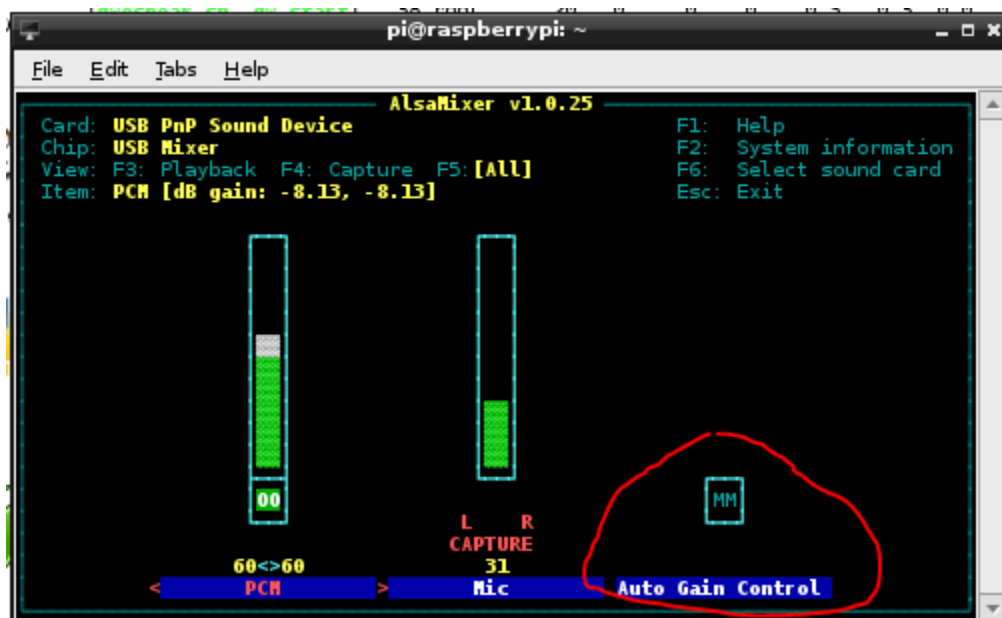 pi@raspberrypi: ~
File Edit Tabs Help
AlsaMixer v1.0.25
Card: USB PnP Sound Device F1: Help
Chip: USB Mixer F2: System information
View: F3: Playback F4: Capture F5:[All] F6: Select sound card
Item: PCM [dB gain: -8.13, -8.13] Esc: Exit
00 MM
L R
CAPTURE
60<>60 31
< PCM > Mic Auto Gain Control